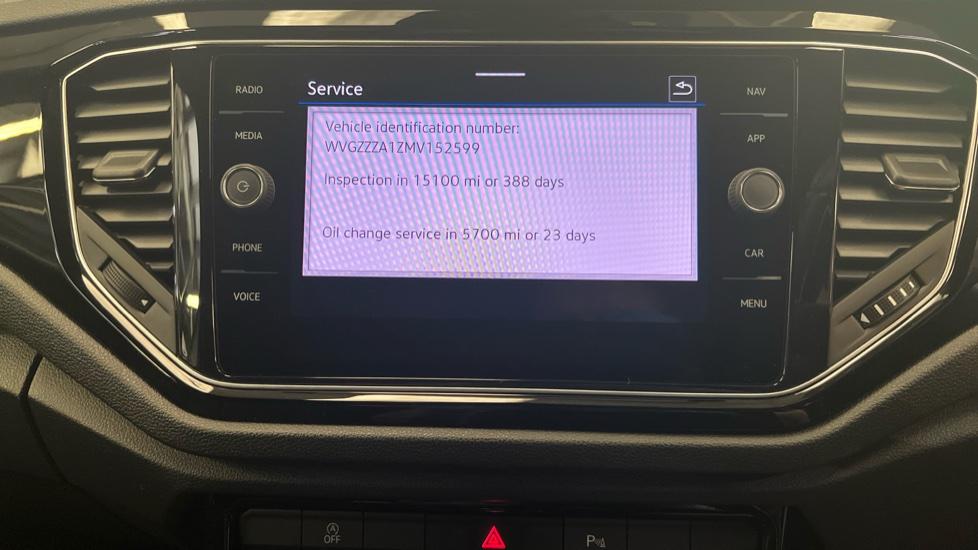 RADIO
Service
NAV
MEDIA
APP
Vehicle identification number:
WVGZZZA1ZMV152599
Inspection in 15100 mi or 388 days
Oil change service in 5700 mi or 23 days
PHONE
CAR
VOICE
MENU
A
OFF
P